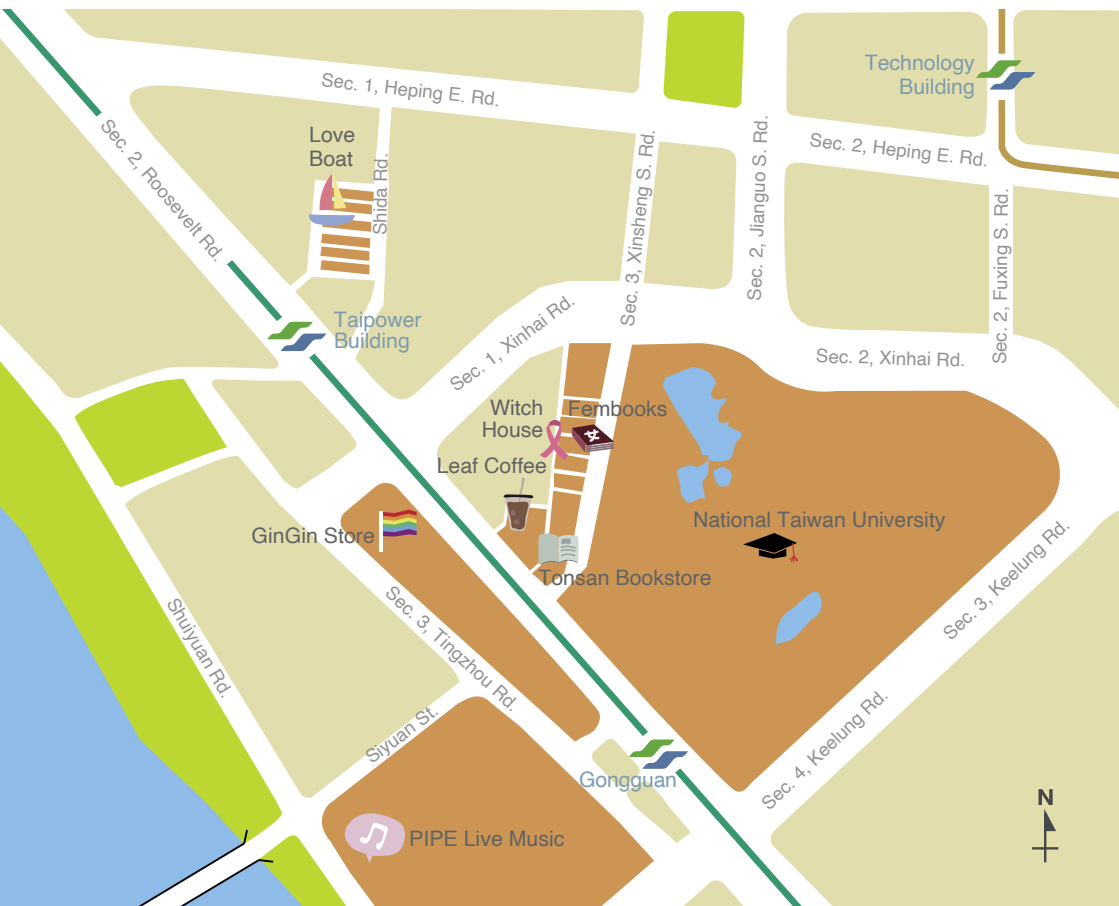 Technology
Building
Sec. 1, Heping E. Rd.
Love
Boat
Sec. 2, Roosevelt Rd.
Shida Rd.
Sec. 3, Xinsheng S. Rd.
Sec. 2, Jianguo S. Rd.
Sec. 2, Heping E. Rd.
Sec. 2, Fuxing S. Rd.
Taipower
Building
Sec. 1, Xinhai Rd.
Sec. 2, Xinhai Rd.
Witch
House
Fembooks
Leaf Coffee
GinGin Store
National Taiwan University
Tonsan Bookstore
Sec. 3, Keelung Rd.
Shuiyuan Rd.
Sec. 3, Tingzhou Rd.
Siyuan St.
Sec. 4, Keelung Rd.
Gongguan
N
PIPE Live Music